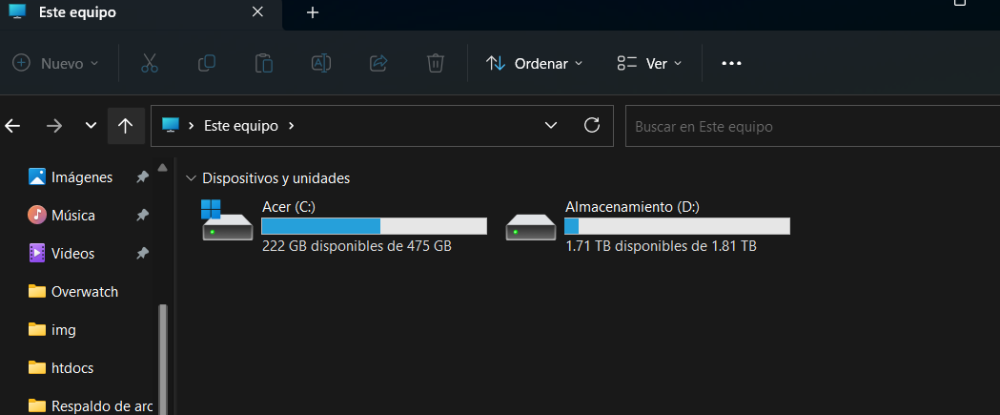 Este equipo
Nuevo
Ordenar
Ver
Este equipo
Buscar en Este equipo
Imágenes
Música
Videos
Overwatch
img
htdocs
Respaldo de arc
Dispositivos y unidades
Acer (C:)
222 GB disponibles de 475 GB
Almacenamiento (D:)
1.71 TB disponibles de 1.81 TB